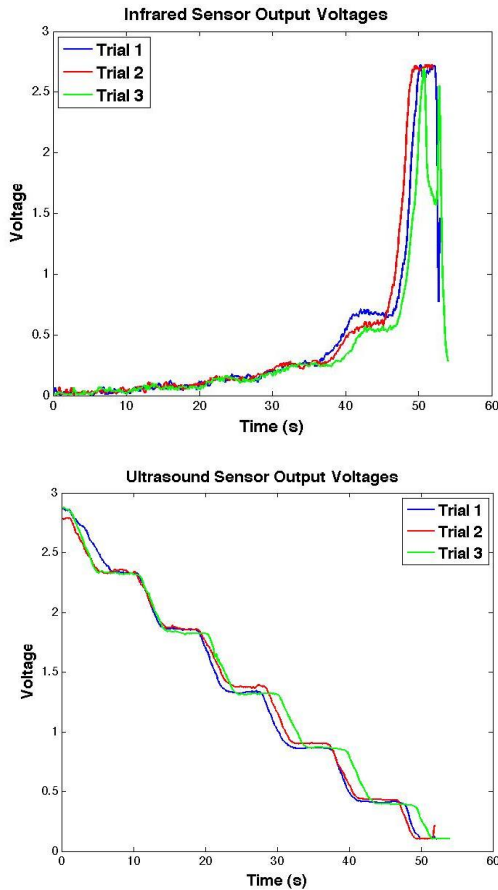 Infrared Sensor Output Voltages
3
2.5
2
1.5
1
0.5
0
Voltage
Trial 1
Trial 2
Trial 3
0 10 20 30 40 50 60
Time (s)
Ultrasound Sensor Output Voltages
3
2.5
2
1.5
1
0.5
0
Voltage
Trial 1
Trial 2
Trial 3
0 10 20 30 40 50 60
Time (s)